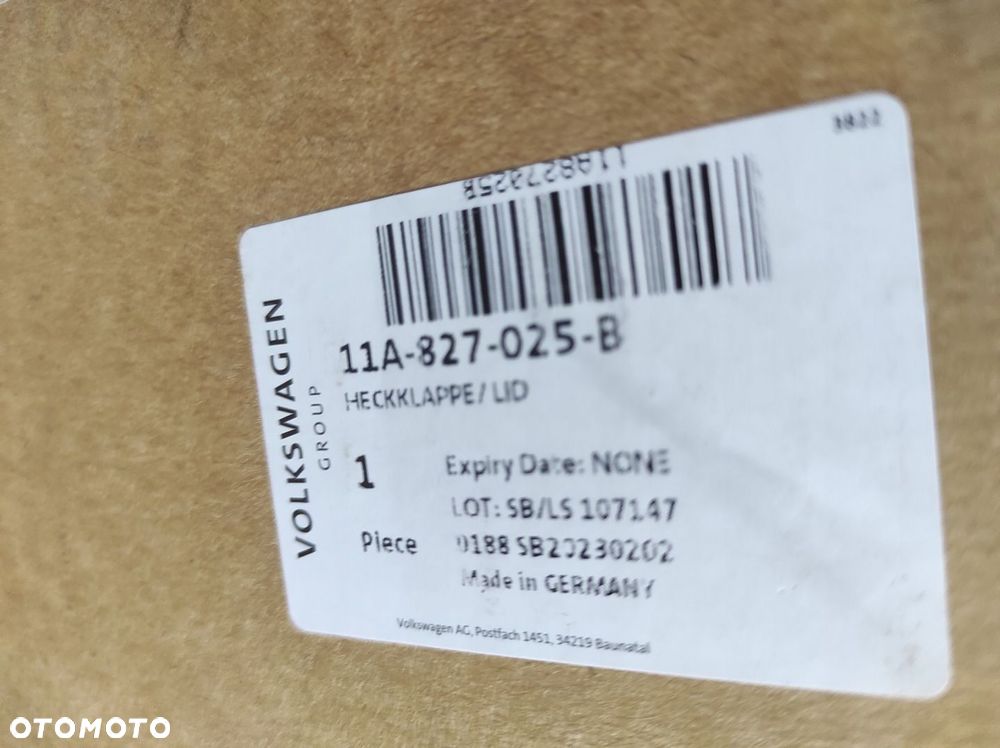 3822
11A827025B
11A-827-025-B
HECKKLAPPE/ LID
VOLKSWAGEN
GROUP
1
Piece
Expiry Date: NONE
LOT: SB/LS 107147
0188 SB20230202
Made in GERMANY
Volkswagen AG, Postfach 1451, 34219 Baunatal
OTOMOTO